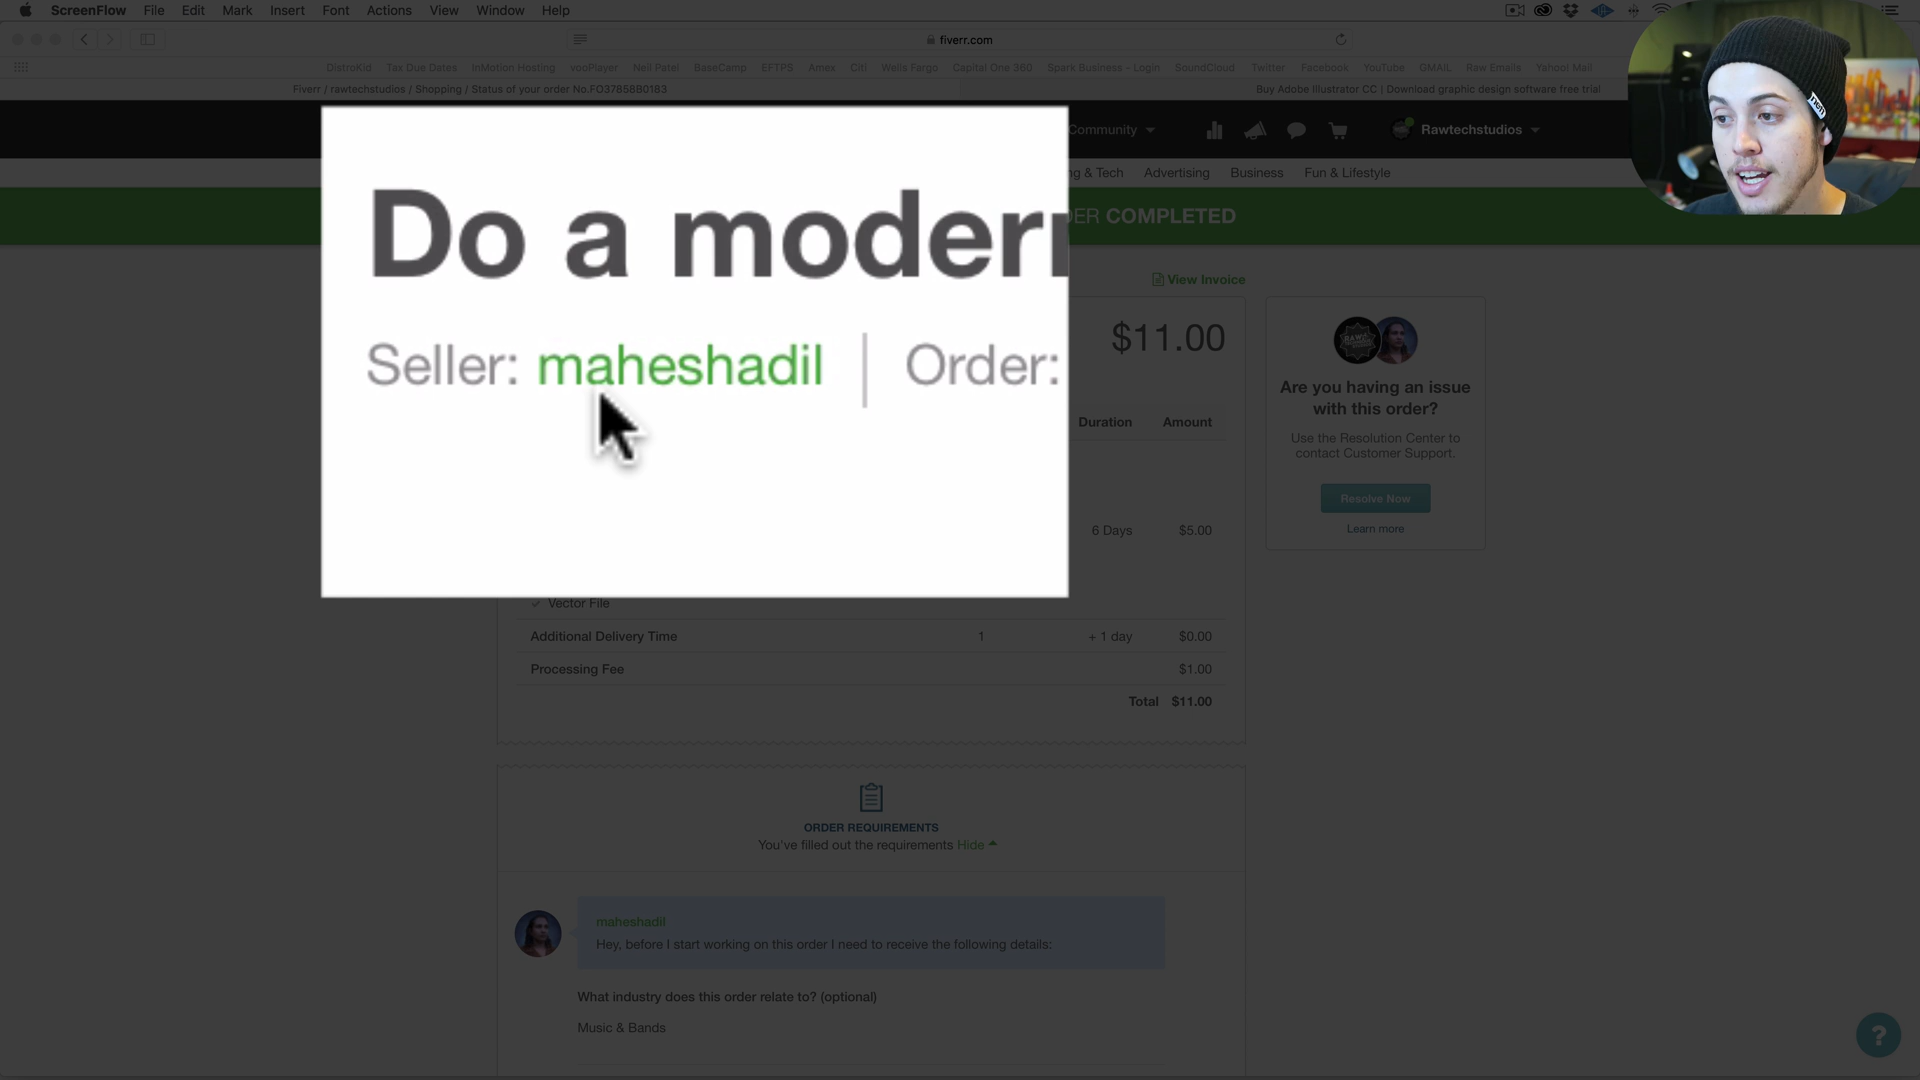 ScreenFlow File Edit Mark Insert Font Actions View Window Help
fiverr.com
DistroKid Tax Due Dates InMotion Hosting vooPlayer Neil Patel BaseCamp EFTPS Amex Citi Wells Fargo Capital One 360 Spark Business - Login SoundCloud Twitter Facebook YouTube GMAIL Raw Emails Yahoo! Mail
Fiverr / rawtechstudios / Shopping / Status of your order No.FO37858B0183 Buy Adobe Illustrator CC | Download graphic design software free trial
Community Rawtechstudios
ng & Tech Advertising Business Fun & Lifestyle
DER COMPLETED
Do a modern
Seller: maheshadil | Order:
View Invoice
$11.00
Duration Amount
6 Days $5.00
Vector File
Additional Delivery Time 1 + 1 day $0.00
Processing Fee $1.00
Total $11.00
Are you having an issue
with this order?
Use the Resolution Center to
contact Customer Support.
Resolve Now
Learn more
ORDER REQUIREMENTS
You've filled out the requirements Hide
maheshadil
Hey, before I start working on this order I need to receive the following details:
What industry does this order relate to? (optional)
Music & Bands
?